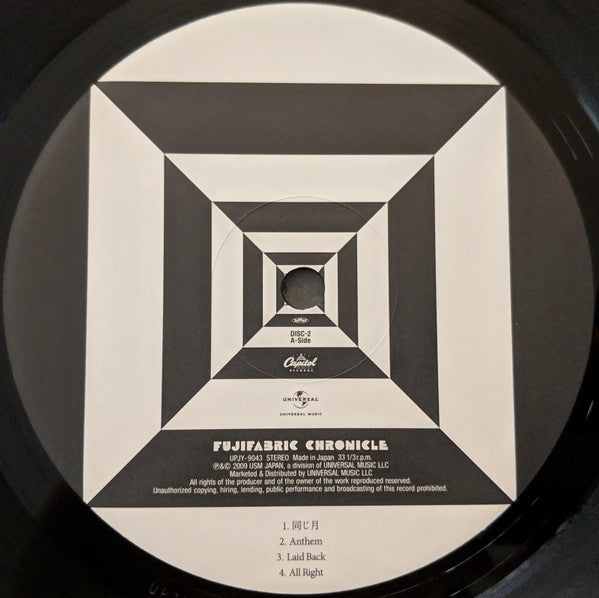 DISC-2
A-Side
Capitol
RECORDS
UNIVERSAL
UNIVERSAL MUSIC
FUJIFABRIC CHRONICLE
UPJY-9043 STEREO Made in Japan 33 1/3 r.p.m.
℗&© 2009 USM JAPAN, a division of UNIVERSAL MUSIC LLC
Marketed & Distributed by UNIVERSAL MUSIC LLC
All rights of the producer and of the owner of the work reproduced reserved.
Unauthorized copying, hiring, lending, public performance and broadcasting of this record prohibited.
1. 同じ月
2. Anthem
3. Laid Back
4. All Right